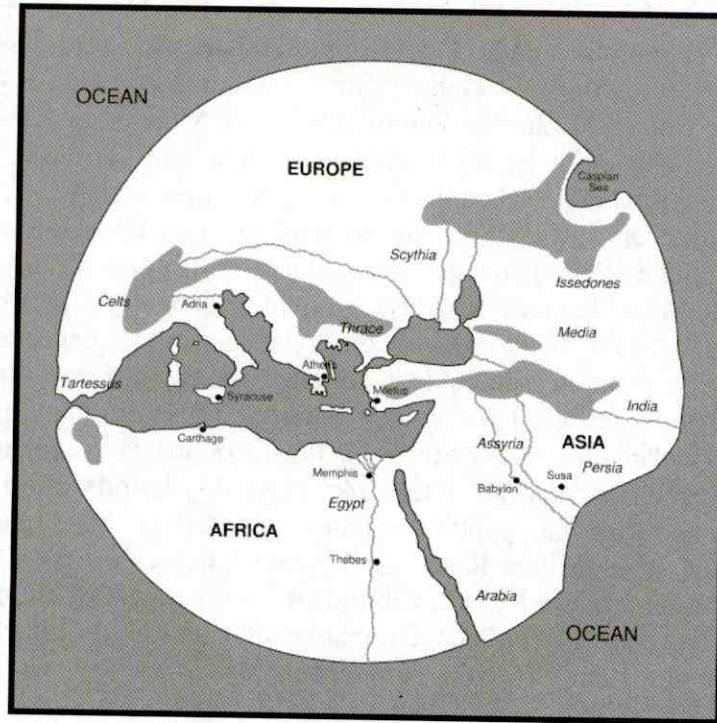 OCEAN
EUROPE
Caspian
Sea
Scythia
Issedones
Celts
Adria
Thrace
Media
Athens
Tartessus
Syracuse
Miletus
India
Carthage
Assyria
ASIA
Memphis
Persia
Susa
Babylon
Egypt
AFRICA
Thebes
Arabia
OCEAN